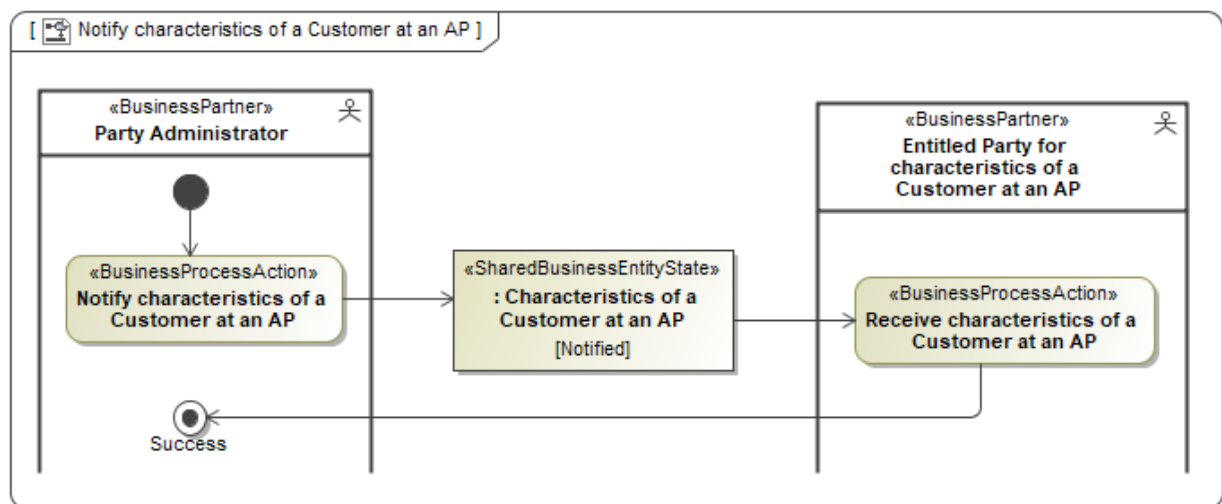 [ Notify characteristics of a Customer at an AP ]
«BusinessPartner»
Party Administrator
«BusinessPartner»
Entitled Party for
characteristics of a
Customer at an AP
«BusinessProcessAction»
Notify characteristics of a
Customer at an AP
«SharedBusinessEntityState»
: Characteristics of a
Customer at an AP
[Notified]
«BusinessProcessAction»
Receive characteristics of a
Customer at an AP
Success